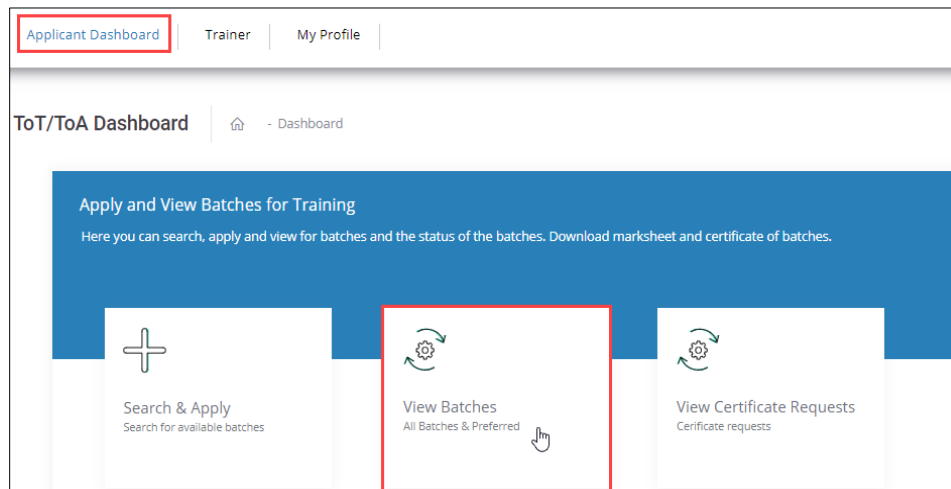 Applicant Dashboard Trainer My Profile
ToT/ToA Dashboard - Dashboard
Apply and View Batches for Training
Here you can search, apply and view for batches and the status of the batches. Download marksheet and certificate of batches.
Search & Apply
Search for available batches
View Batches
All Batches & Preferred
View Certificate Requests
Cerificate requests